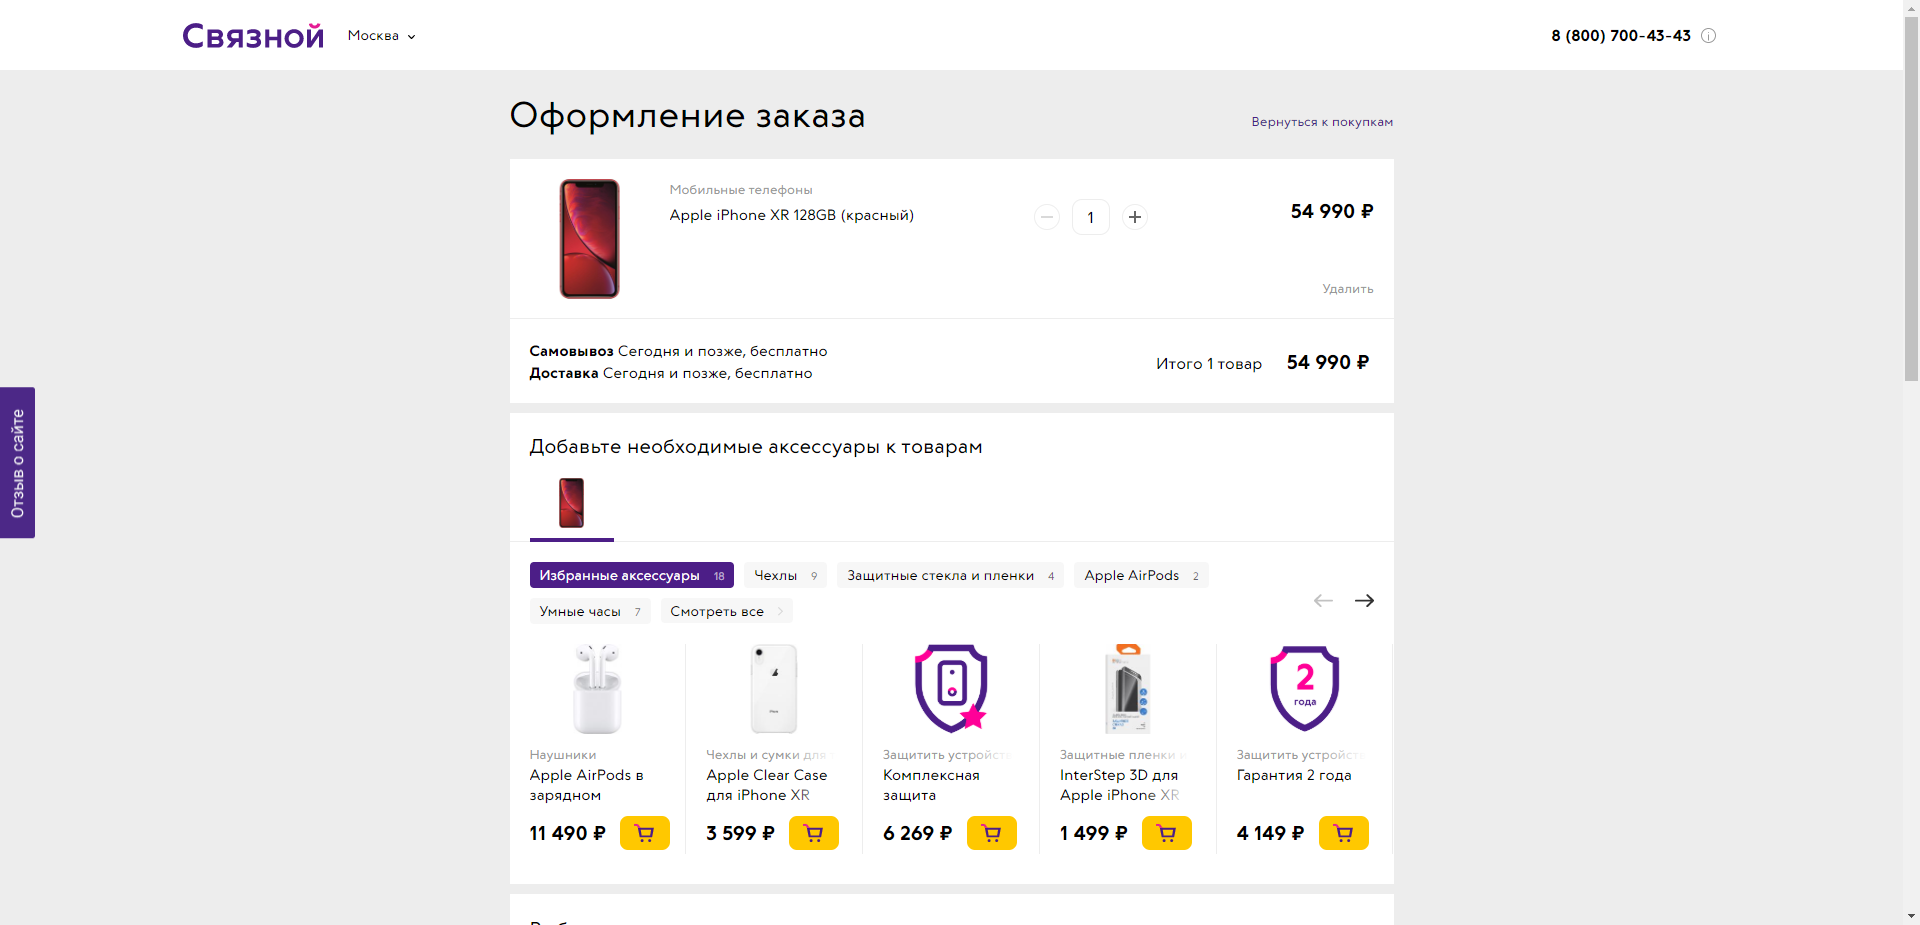 Связной
Москва
8 (800) 700-43-43
Оформление заказа
Вернуться к покупкам
Мобильные телефоны
Apple iPhone XR 128GB (красный)
1
54 990 ₽
Удалить
Самовывоз Сегодня и позже, бесплатно
Доставка Сегодня и позже, бесплатно
Итого 1 товар 54 990 ₽
Отзыв о сайте
Добавьте необходимые аксессуары к товарам
Избранные аксессуары 18
Чехлы 9
Защитные стекла и пленки 4
Apple AirPods 2
Умные часы 7
Смотреть все
Наушники
Apple AirPods в
зарядном
11 490 ₽
Чехлы и сумки для
Apple Clear Case
для iPhone XR
3 599 ₽
Защитить устройст
Комплексная
защита
6 269 ₽
Защитные пленки и
InterStep 3D для
Apple iPhone XR
1 499 ₽
2
года
Защитить устройст
Гарантия 2 года
4 149 ₽